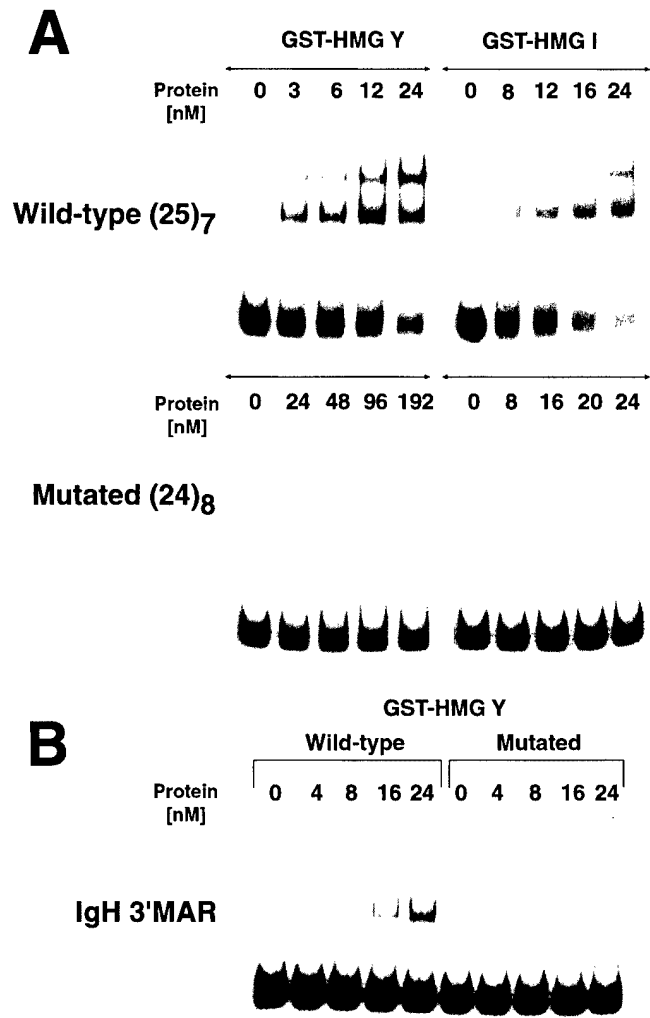 A
GST-HMG Y GST-HMG I
Protein [nM] 0 3 6 12 24 0 8 12 16 24
Wild-type (25)7
Protein [nM] 0 24 48 96 192 0 8 16 20 24
Mutated (24)8
B
GST-HMG Y
Wild-type Mutated
Protein [nM] 0 4 8 16 24 0 4 8 16 24
IgH 3'MAR